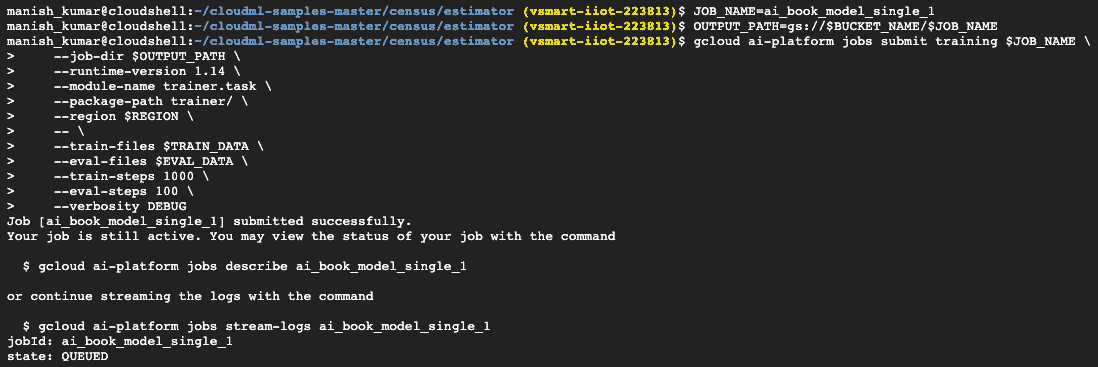 manish_kumar@cloudshell:~/cloudml-samples-master/census/estimator (vsmart-iiot-223813)$ JOB_NAME=ai_book_model_single_1
manish_kumar@cloudshell:~/cloudml-samples-master/census/estimator (vsmart-iiot-223813)$ OUTPUT_PATH=gs://$BUCKET_NAME/$JOB_NAME
manish_kumar@cloudshell:~/cloudml-samples-master/census/estimator (vsmart-iiot-223813)$ gcloud ai-platform jobs submit training $JOB_NAME \
>     --job-dir $OUTPUT_PATH \
>     --runtime-version 1.14 \
>     --module-name trainer.task \
>     --package-path trainer/ \
>     --region $REGION \
>     -- \
>     --train-files $TRAIN_DATA \
>     --eval-files $EVAL_DATA \
>     --train-steps 1000 \
>     --eval-steps 100 \
>     --verbosity DEBUG
Job [ai_book_model_single_1] submitted successfully.
Your job is still active. You may view the status of your job with the command
  $ gcloud ai-platform jobs describe ai_book_model_single_1
or continue streaming the logs with the command
  $ gcloud ai-platform jobs stream-logs ai_book_model_single_1
jobId: ai_book_model_single_1
state: QUEUED